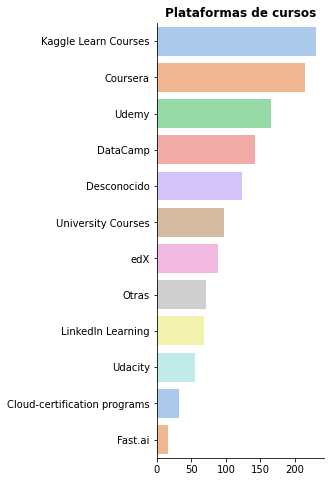 Plataformas de cursos
Kaggle Learn Courses
Coursera
Udemy
DataCamp
Desconocido
University Courses
edX
Otras
LinkedIn Learning
Udacity
Cloud-certification programs
Fast.ai
0 50 100 150 200